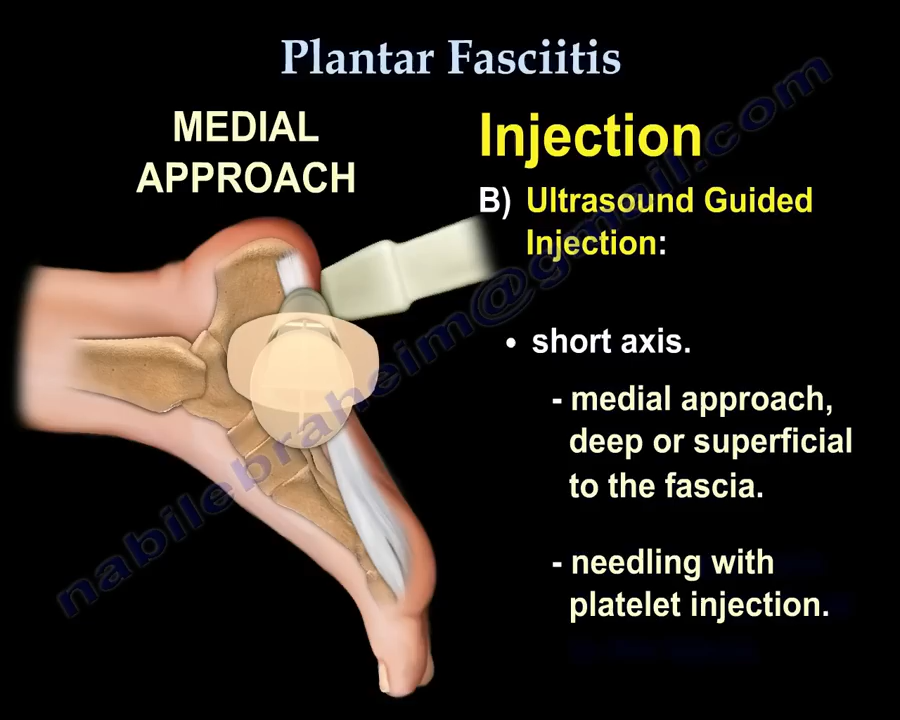 Plantar Fasciitis
MEDIAL
APPROACH
Injection
B) Ultrasound Guided
Injection:
• short axis.
- medial approach,
deep or superficial
to the fascia.
- needling with
platelet injection.
nabilebraheim@gmail.com